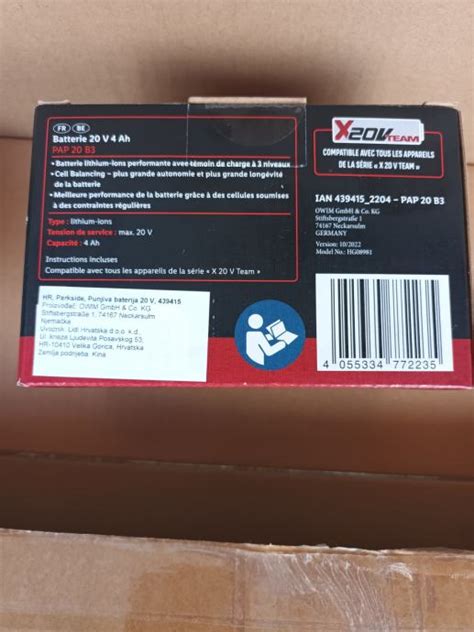 FR BE
Batterie 20 V 4 Ah
PAP 20 B3
• Batterie lithium-ions performante avec témoin de charge à 3 niveaux
• Cell Balancing – plus grande autonomie et plus grande longévité
de la batterie
• Meilleure performance de la batterie grâce à des cellules soumises
à des contraintes régulières
Type : lithium-ions
Tension de service : max. 20 V
Capacité : 4 Ah
Instructions incluses
Compatible avec tous les appareils de la série « X 20 V Team »
HR, Parkside, Punjiva baterija 20 V, 439415
Proizvođač: OWIM GmbH & Co. KG
Stiftsbergstraße 1, 74167 Neckarsulm
Njemačka
Uvoznik: Lidl Hrvatska d.o.o. k.d.,
Ul. kneza Ljudevita Posavskog 53,
HR-10410 Velika Gorica, Hrvatska
Zemlja podrijetla: Kina
X20V TEAM
COMPATIBLE AVEC TOUS LES APPAREILS
DE LA SÉRIE « X 20 V TEAM »
IAN 439415_2204 – PAP 20 B3
OWIM GmbH & Co. KG
Stiftsbergstraße 1
74167 Neckarsulm
GERMANY
Version: 10/2022
Model-No.: HG08981
4 055334 772235